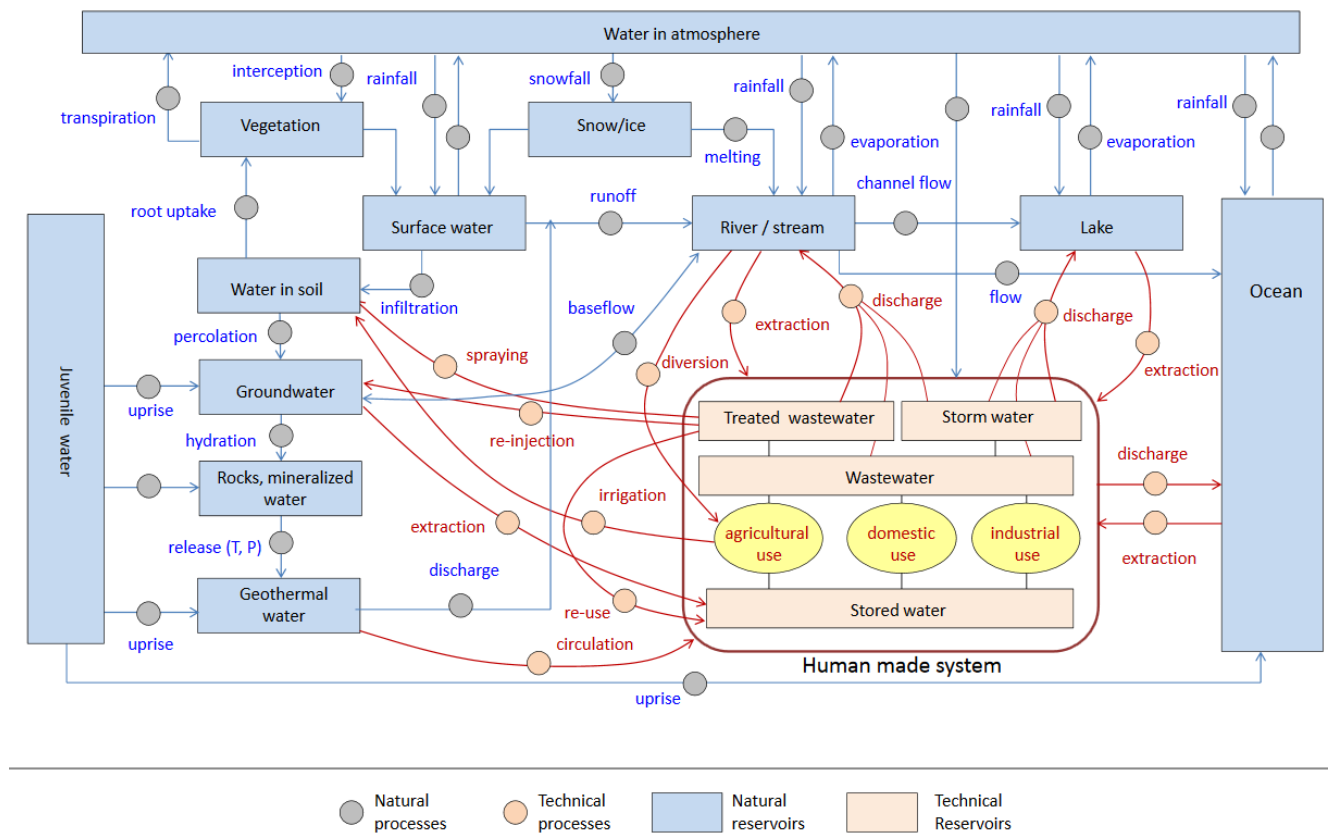 Water in atmosphere
interception
rainfall
snowfall
rainfall
rainfall
rainfall
transpiration
Vegetation
Snow/ice
melting
evaporation
evaporation
root uptake
runoff
channel flow
Surface water
River / stream
Lake
Water in soil
infiltration
baseflow
discharge
flow
Ocean
percolation
extraction
discharge
spraying
diversion
Juvenile water
Groundwater
extraction
uprise
Treated wastewater
Storm water
hydration
re-injection
Rocks, mineralized
water
Wastewater
discharge
irrigation
extraction
agricultural
use
domestic
use
industrial
use
release (T, P)
extraction
discharge
Geothermal
water
re-use
Stored water
uprise
circulation
Human made system
uprise
Natural
processes
Technical
processes
Natural
reservoirs
Technical
Reservoirs